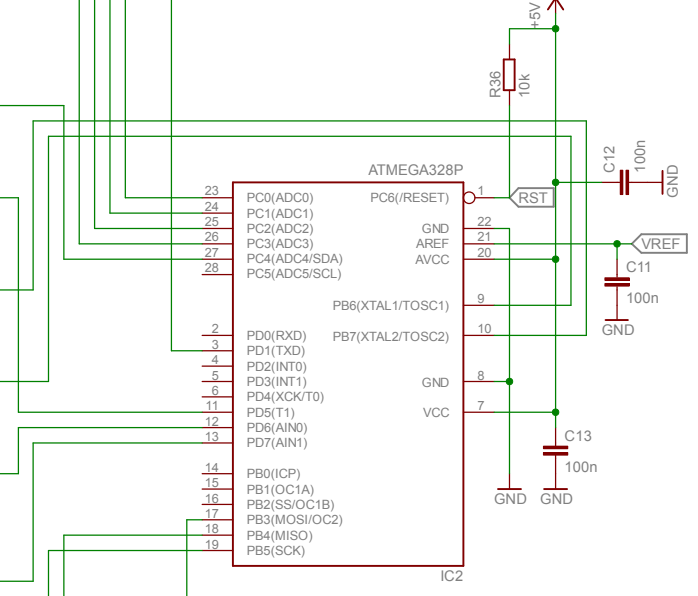 +5V
R36
10k
C12
100n
GND
ATMEGA328P
23 PC0(ADC0) PC6(/RESET) 1 RST
24 PC1(ADC1)
25 PC2(ADC2) GND 22
26 PC3(ADC3) AREF 21 VREF
27 PC4(ADC4/SDA) AVCC 20
28 PC5(ADC5/SCL)
C11
100n
GND
PB6(XTAL1/TOSC1) 9
2 PD0(RXD) PB7(XTAL2/TOSC2) 10
3 PD1(TXD)
4 PD2(INT0)
5 PD3(INT1) GND 8
6 PD4(XCK/T0)
11 PD5(T1) VCC 7
12 PD6(AIN0)
13 PD7(AIN1)
C13
100n
14 PB0(ICP)
15 PB1(OC1A)
16 PB2(SS/OC1B)
17 PB3(MOSI/OC2)
18 PB4(MISO)
19 PB5(SCK)
GND GND
IC2